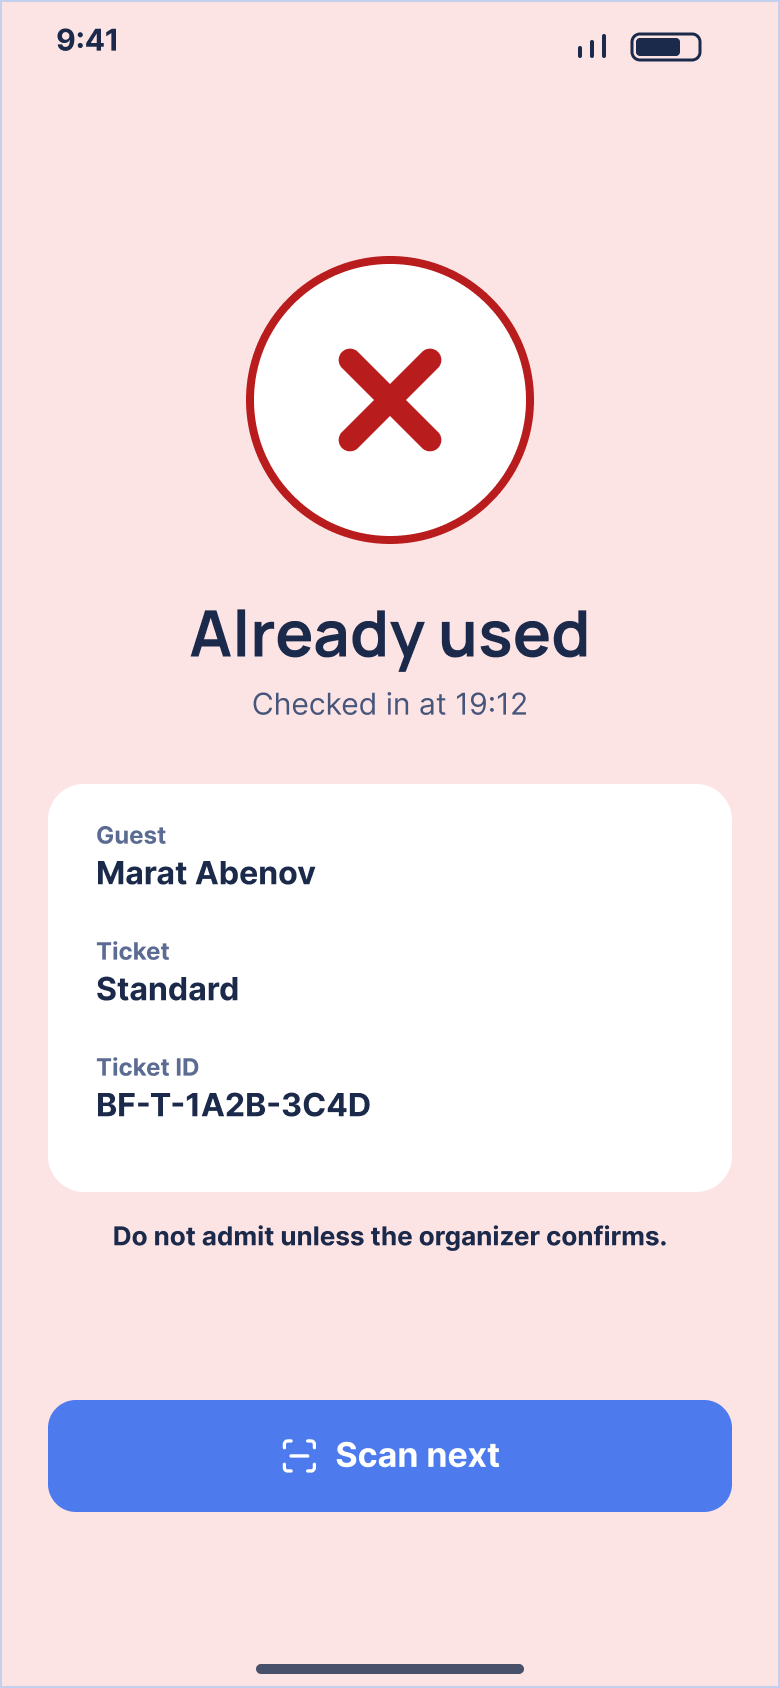 9:41
Already used
Checked in at 19:12
Guest
Marat Abenov
Ticket
Standard
Ticket ID
BF-T-1A2B-3C4D
Do not admit unless the organizer confirms.
Scan next